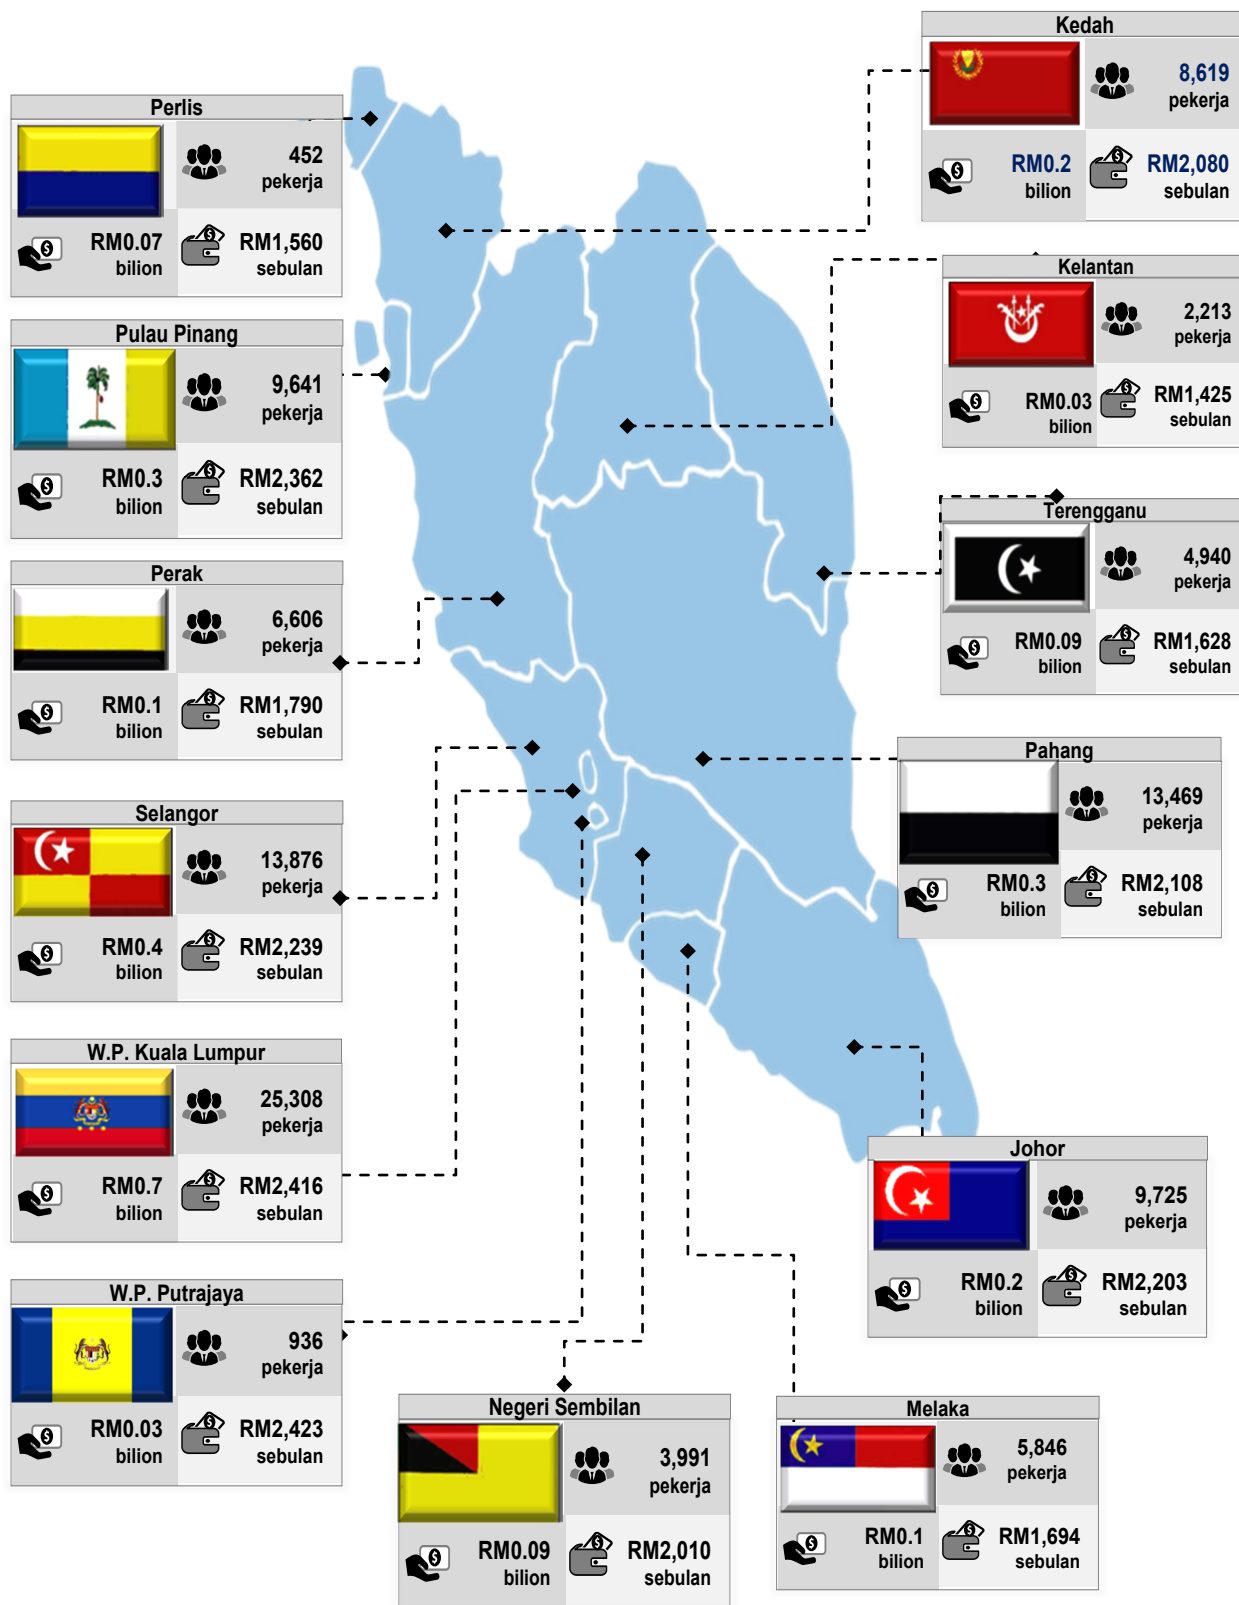 Kedah
8,619
pekerja
RM0.2
bilion
RM2,080
sebulan
Perlis
452
pekerja
RM0.07
bilion
RM1,560
sebulan
Kelantan
2,213
pekerja
RM0.03
bilion
RM1,425
sebulan
Pulau Pinang
9,641
pekerja
RM0.3
bilion
RM2,362
sebulan
Terengganu
4,940
pekerja
RM0.09
bilion
RM1,628
sebulan
Perak
6,606
pekerja
RM0.1
bilion
RM1,790
sebulan
Pahang
13,469
pekerja
RM0.3
bilion
RM2,108
sebulan
Selangor
13,876
pekerja
RM0.4
bilion
RM2,239
sebulan
W.P. Kuala Lumpur
25,308
pekerja
RM0.7
bilion
RM2,416
sebulan
Johor
9,725
pekerja
RM0.2
bilion
RM2,203
sebulan
W.P. Putrajaya
936
pekerja
RM0.03
bilion
RM2,423
sebulan
Negeri Sembilan
3,991
pekerja
RM0.09
bilion
RM2,010
sebulan
Melaka
5,846
pekerja
RM0.1
bilion
RM1,694
sebulan